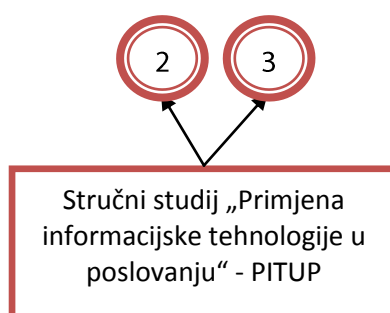 2 3
Stručni studij „Primjena
informacijske tehnologije u
poslovanju“ - PITUP